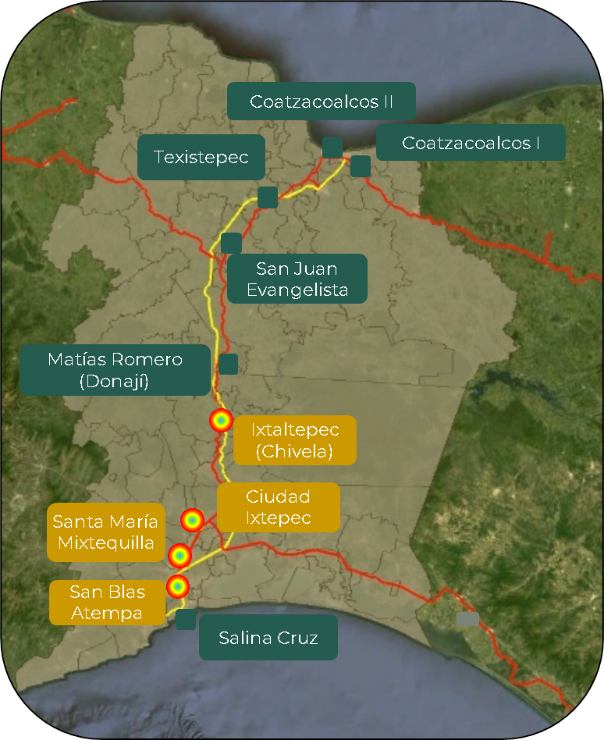 Coatzacoalcos II
Coatzacoalcos I
Texistepec
San Juan
Evangelista
Matías Romero
(Donají)
Ixtaltepec
(Chivela)
Ciudad
Ixtepec
Santa María
Mixtequilla
San Blas
Atempa
Salina Cruz